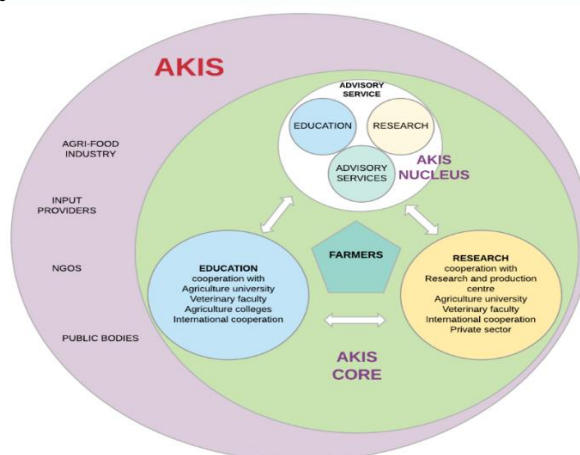 AKIS
AGRI-FOOD
INDUSTRY
INPUT
PROVIDERS
NGOS
PUBLIC BODIES
ADVISORY
SERVICE
EDUCATION
RESEARCH
ADVISORY
SERVICES
AKIS
NUCLEUS
FARMERS
EDUCATION
cooperation with
Agriculture university
Veterinary faculty
Agriculture colleges
International cooperation
RESEARCH
cooperation with
Research and production
centre
Agriculture university
Veterinary faculty
International cooperation
Private sector
AKIS
CORE